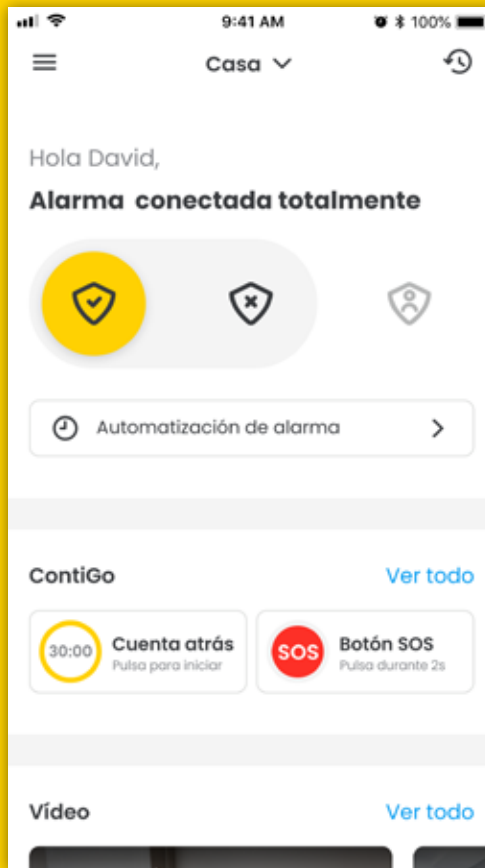 9:41 AM
100%
Casa
Hola David,
Alarma conectada totalmente
Automatización de alarma
ContiGo
Ver todo
30:00
Cuenta atrás
Pulsa para iniciar
SOS
Botón SOS
Pulsa durante 2s
Vídeo
Ver todo